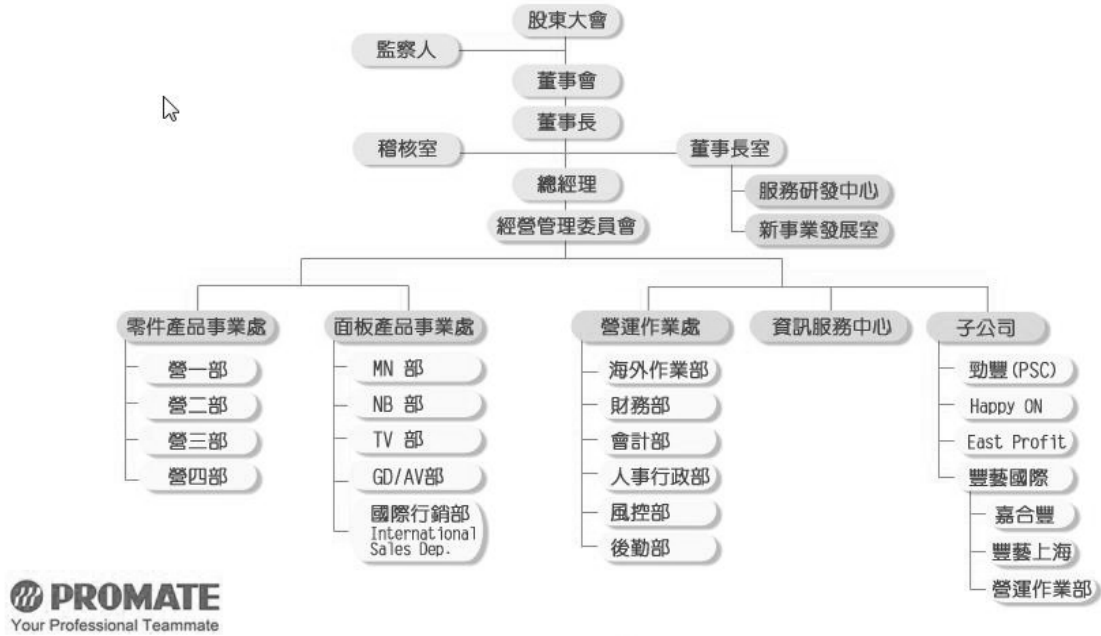 股東大會
監察人
董事會
董事長
稽核室
董事長室
總經理
服務研發中心
經營管理委員會
新事業發展室
零件產品事業處
營一部
營二部
營三部
營四部
面板產品事業處
MN 部
NB 部
TV 部
GD/AV部
國際行銷部
International
Sales Dep.
營運作業處
海外作業部
財務部
會計部
人事行政部
風控部
後勤部
資訊服務中心
子公司
勁豐(PSC)
Happy ON
East Profit
豐藝國際
嘉合豐
豐藝上海
營運作業部
PROMATE
Your Professional Teammate